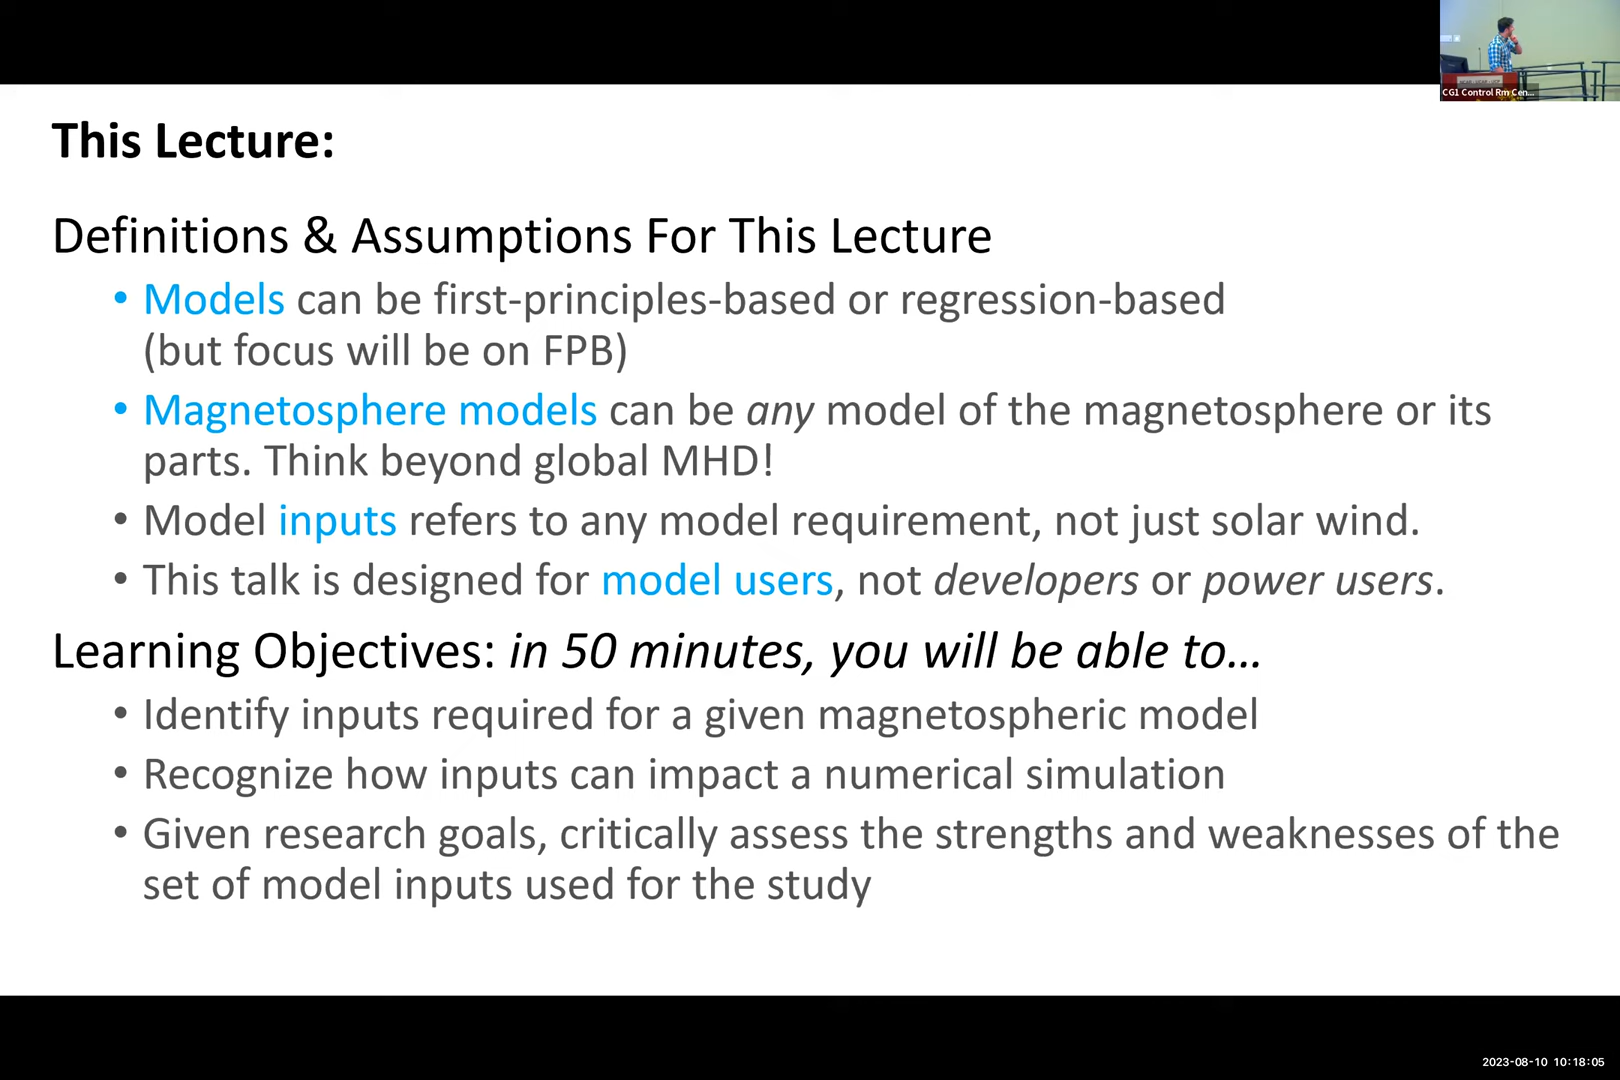 CG1 Control Rm Cen...
This Lecture:
Definitions & Assumptions For This Lecture
• Models can be first-principles-based or regression-based
(but focus will be on FPB)
• Magnetosphere models can be any model of the magnetosphere or its
parts. Think beyond global MHD!
• Model inputs refers to any model requirement, not just solar wind.
• This talk is designed for model users, not developers or power users.
Learning Objectives: in 50 minutes, you will be able to...
• Identify inputs required for a given magnetospheric model
• Recognize how inputs can impact a numerical simulation
• Given research goals, critically assess the strengths and weaknesses of the
set of model inputs used for the study
2023-08-10 10:18:05